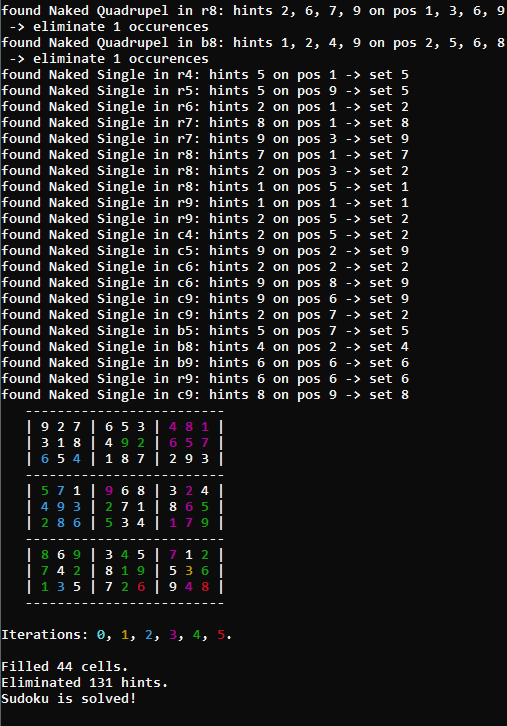 found Naked Quadrupel in r8: hints 2, 6, 7, 9 on pos 1, 3, 6, 9
 -> eliminate 1 occurences
found Naked Quadrupel in b8: hints 1, 2, 4, 9 on pos 2, 5, 6, 8
 -> eliminate 1 occurences
found Naked Single in r4: hints 5 on pos 1 -> set 5
found Naked Single in r5: hints 5 on pos 9 -> set 5
found Naked Single in r6: hints 2 on pos 1 -> set 2
found Naked Single in r7: hints 8 on pos 1 -> set 8
found Naked Single in r7: hints 9 on pos 3 -> set 9
found Naked Single in r8: hints 7 on pos 1 -> set 7
found Naked Single in r8: hints 2 on pos 3 -> set 2
found Naked Single in r8: hints 1 on pos 5 -> set 1
found Naked Single in r9: hints 1 on pos 1 -> set 1
found Naked Single in r9: hints 2 on pos 5 -> set 2
found Naked Single in c4: hints 2 on pos 5 -> set 2
found Naked Single in c5: hints 9 on pos 2 -> set 9
found Naked Single in c6: hints 2 on pos 2 -> set 2
found Naked Single in c6: hints 9 on pos 8 -> set 9
found Naked Single in c9: hints 9 on pos 6 -> set 9
found Naked Single in c9: hints 2 on pos 7 -> set 2
found Naked Single in b5: hints 5 on pos 7 -> set 5
found Naked Single in b8: hints 4 on pos 2 -> set 4
found Naked Single in b9: hints 6 on pos 6 -> set 6
found Naked Single in r9: hints 6 on pos 6 -> set 6
found Naked Single in c9: hints 8 on pos 9 -> set 8
   -------------------------
   | 9 2 7 | 6 5 3 | 4 8 1 |
   | 3 1 8 | 4 9 2 | 6 5 7 |
   | 6 5 4 | 1 8 7 | 2 9 3 |
   -------------------------
   | 5 7 1 | 9 6 8 | 3 2 4 |
   | 4 9 3 | 2 7 1 | 8 6 5 |
   | 2 8 6 | 5 3 4 | 1 7 9 |
   -------------------------
   | 8 6 9 | 3 4 5 | 7 1 2 |
   | 7 4 2 | 8 1 9 | 5 3 6 |
   | 1 3 5 | 7 2 6 | 9 4 8 |
   -------------------------
Iterations: 0, 1, 2, 3, 4, 5.
Filled 44 cells.
Eliminated 131 hints.
Sudoku is solved!